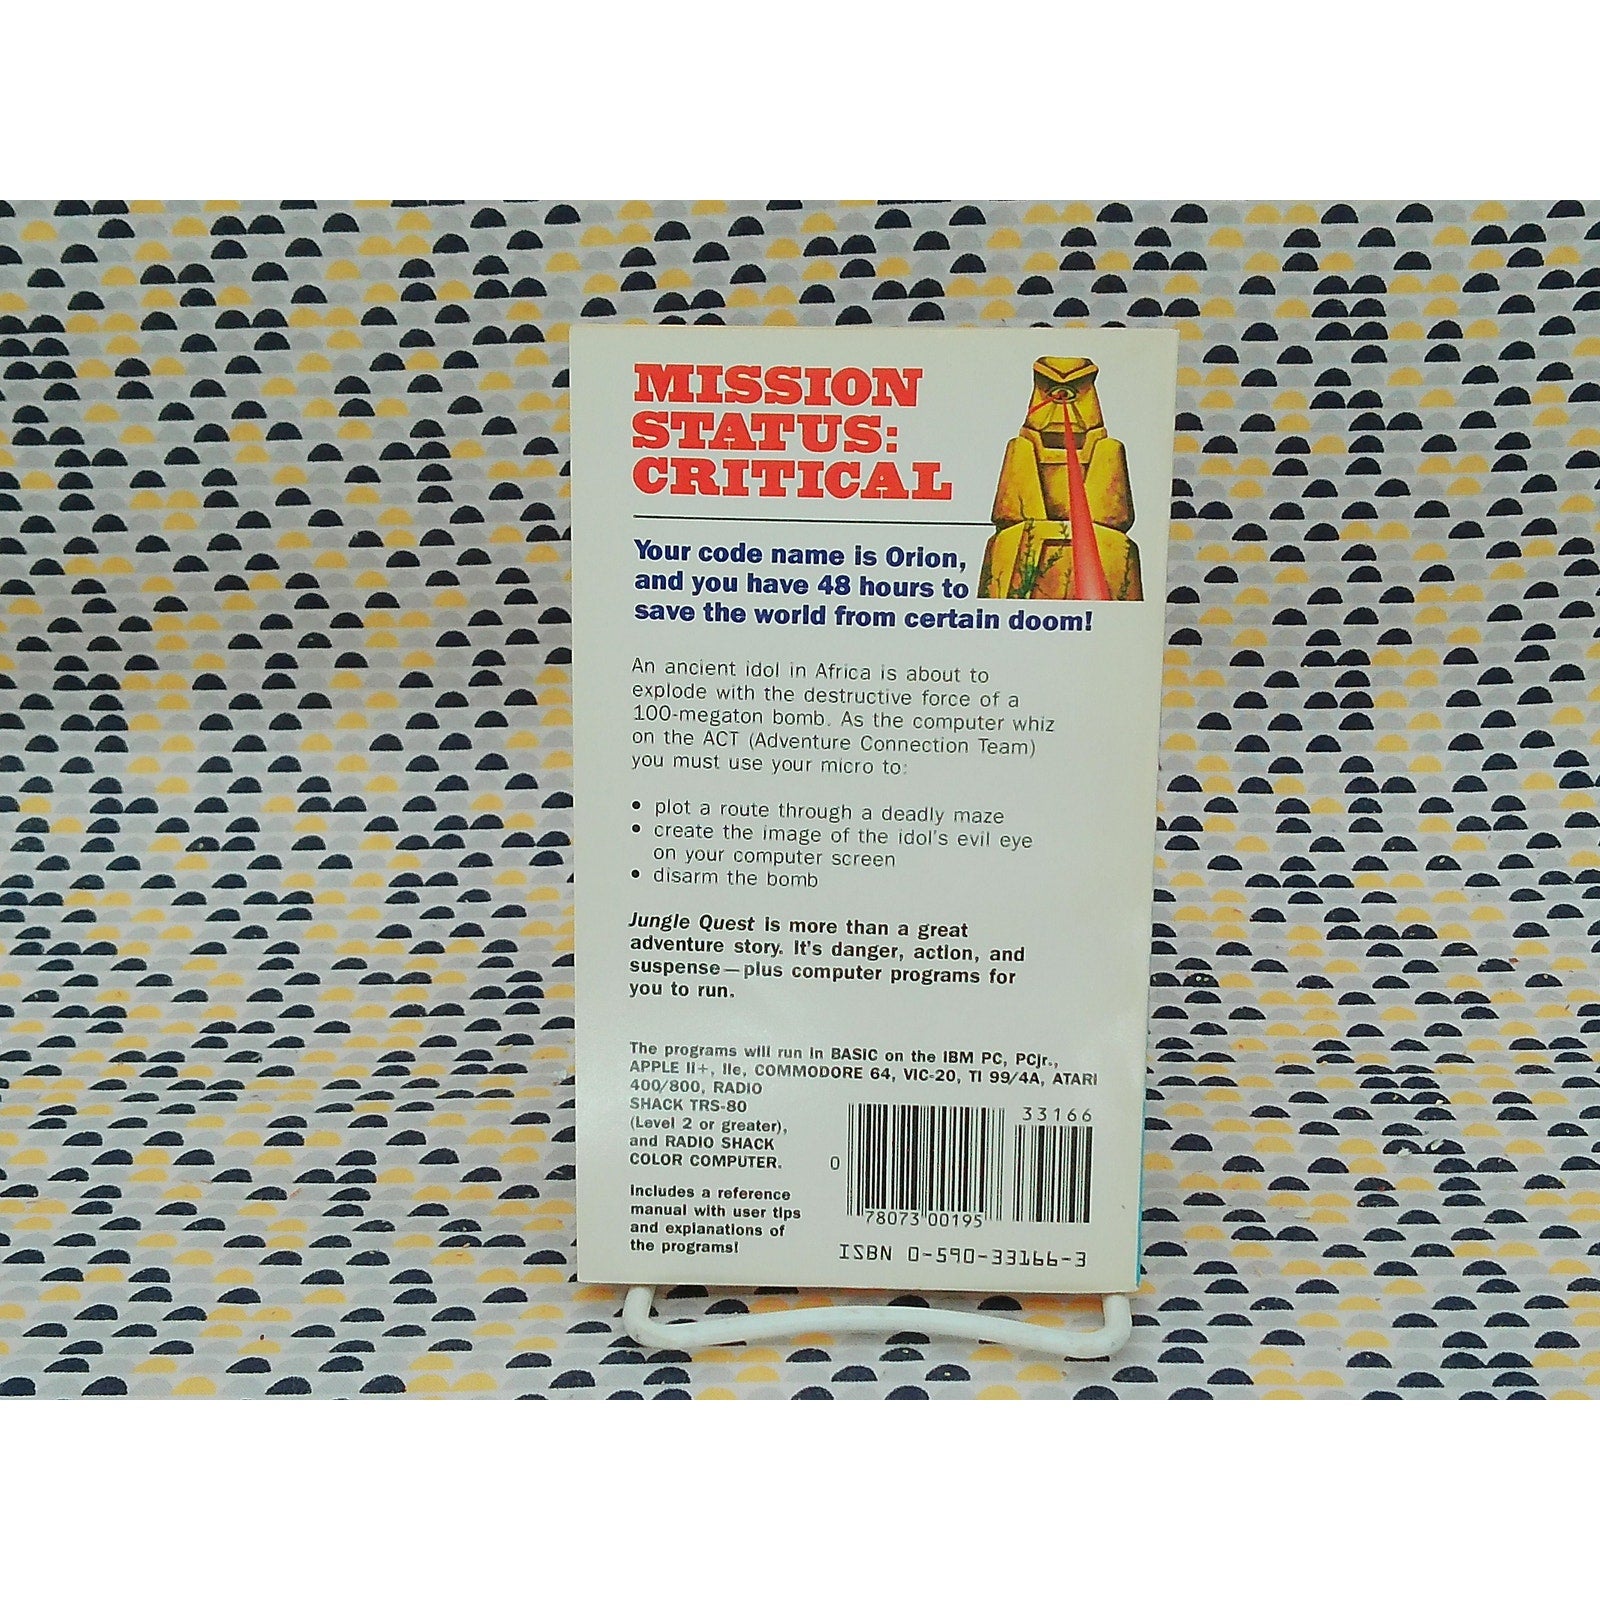 MISSION
STATUS:
CRITICAL
Your code name is Orion,
and you have 48 hours to
save the world from certain doom!
An ancient idol in Africa is about to
explode with the destructive force of a
100-megaton bomb. As the computer whiz
on the ACT (Adventure Connection Team)
you must use your micro to:
• plot a route through a deadly maze
• create the image of the idol's evil eye
on your computer screen
• disarm the bomb
Jungle Quest is more than a great
adventure story. It's danger, action, and
suspense—plus computer programs for
you to run.
The programs will run in BASIC on the IBM PC, PCjr.,
APPLE II+, IIe, COMMODORE 64, VIC-20, TI 99/4A, ATARI
400/800, RADIO
SHACK TRS-80
(Level 2 or greater),
and RADIO SHACK
COLOR COMPUTER.
Includes a reference
manual with user tips
and explanations of
the programs!
33166
0 78073 00195
ISBN 0-590-33166-3